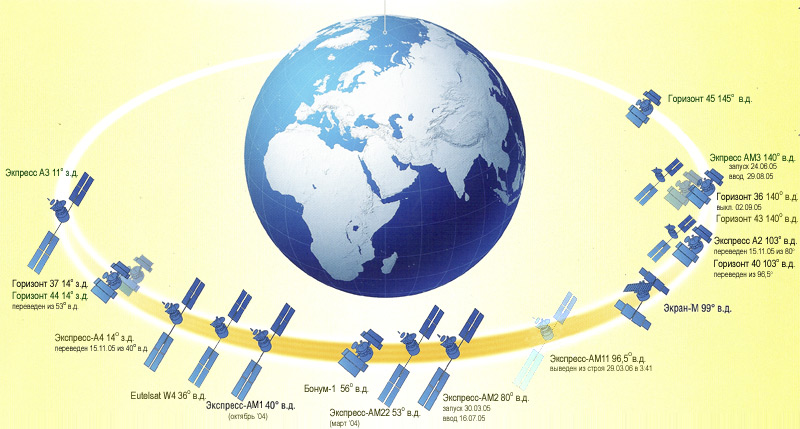 Горизонт 45 145° в.д.
Экспресс АМ3 140° в.д.
запуск 24.06.05
ввод 29.08.05
Экспресс А3 11° з.д.
Горизонт 36 140° в.д.
выкл. 02.09.05
Горизонт 43 140° в.д.
Экспресс А2 103° в.д.
переведен 15.11.05 из 80°
Горизонт 40 103° в.д.
переведен из 96,5°
Горизонт 37 14° з.д.
Горизонт 44 14° з.д.
переведен из 53° в.д.
Экран-М 99° в.д.
Экспресс-А4 14° з.д.
переведен 15.11.05 из 40° в.д.
Экспресс-АМ11 96,5° в.д.
выведен из строя 29.03.06 в 3:41
Eutelsat W4 36° в.д.
Бонум-1 56° в.д.
Экспресс-АМ1 40° в.д.
(октябрь '04)
Экспресс-АМ22 53° в.д.
(март '04)
Экспресс-АМ2 80° в.д.
запуск 30.03.05
ввод 16.07.05